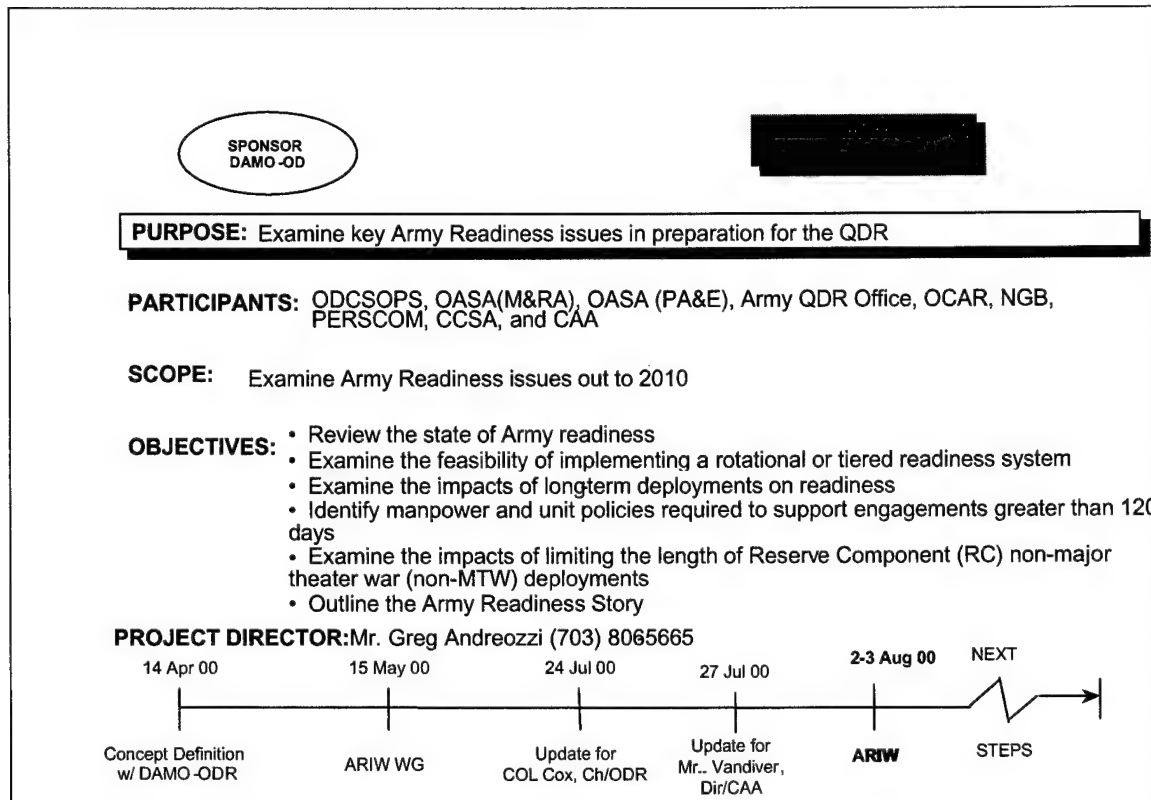 SPONSOR
DAMO-OD
PURPOSE: Examine key Army Readiness issues in preparation for the QDR
PARTICIPANTS: ODCSOPS, OASA(M&RA), OASA (PA&E), Army QDR Office, OCAR, NGB,
PERSCOM, CCSA, and CAA
SCOPE: Examine Army Readiness issues out to 2010
OBJECTIVES: • Review the state of Army readiness
• Examine the feasibility of implementing a rotational or tiered readiness system
• Examine the impacts of longterm deployments on readiness
• Identify manpower and unit policies required to support engagements greater than 120
days
• Examine the impacts of limiting the length of Reserve Component (RC) non-major
theater war (non-MTW) deployments
• Outline the Army Readiness Story
PROJECT DIRECTOR:Mr. Greg Andreozzi (703) 8065665
14 Apr 00 15 May 00 24 Jul 00 27 Jul 00 2-3 Aug 00 NEXT
Concept Definition ARIW WG Update for Update for ARIW STEPS
w/ DAMO-ODR COL Cox, Ch/ODR Mr.. Vandiver,
Dir/CAA